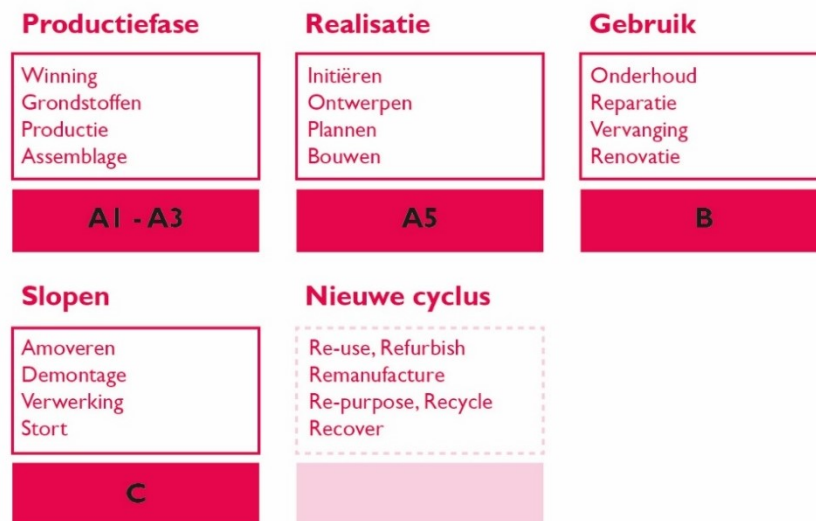 Productiefase
Winning
Grondstoffen
Productie
Assemblage
A1 - A3
Realisatie
Initiëren
Ontwerpen
Plannen
Bouwen
A5
Gebruik
Onderhoud
Reparatie
Vervanging
Renovatie
B
Slopen
Amoveren
Demontage
Verwerking
Stort
C
Nieuwe cyclus
Re-use, Refurbish
Remanufacture
Re-purpose, Recycle
Recover